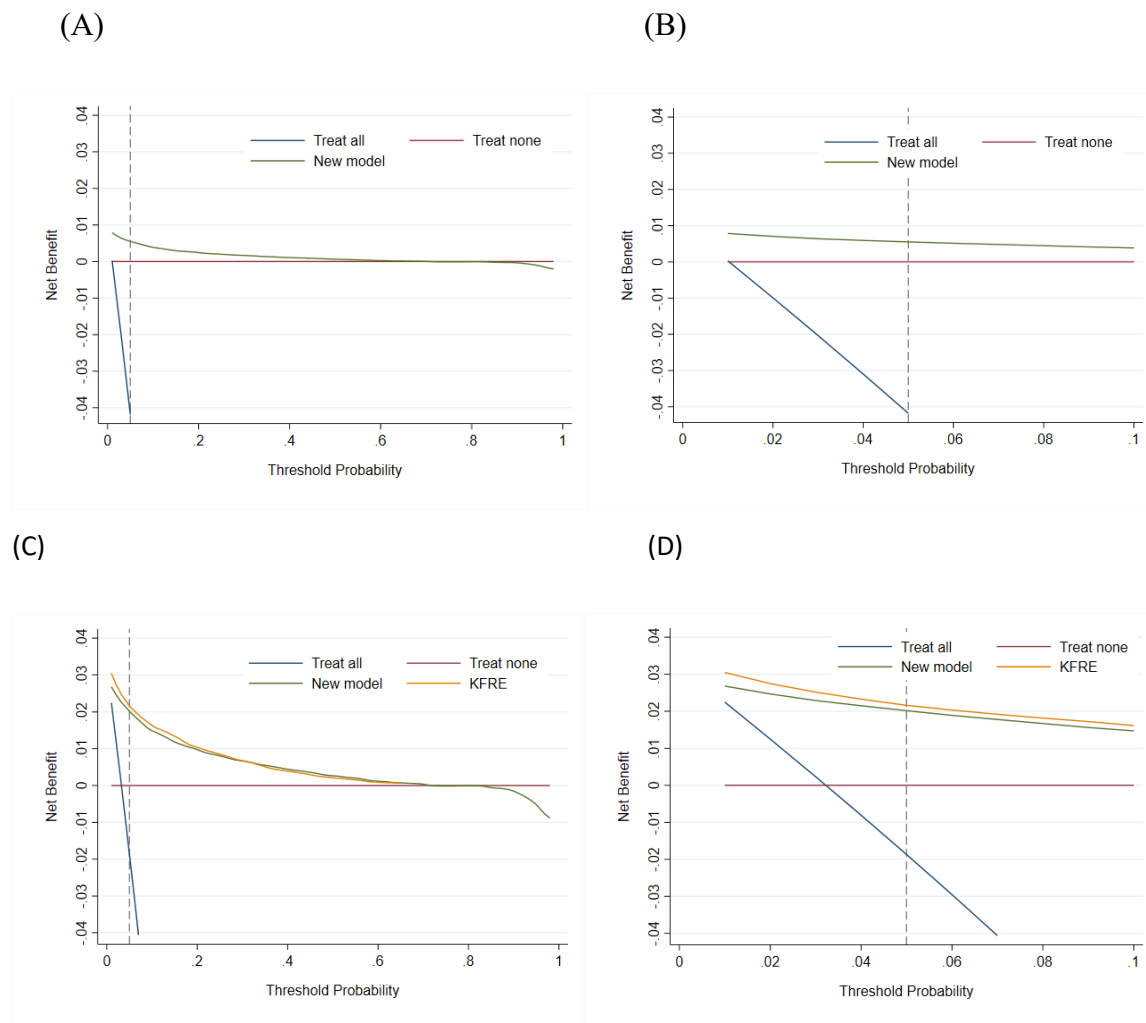 (A)
(B)
Treat all
Treat none
New model
.04
.03
.02
.01
0
-.01
-.02
-.03
-.04
Net Benefit
0
.2
.4
.6
.8
1
Threshold Probability
Treat all
Treat none
New model
.04
.03
.02
.01
0
-.01
-.02
-.03
-.04
Net Benefit
0
.02
.04
.06
.08
.1
Threshold Probability
(C)
(D)
Treat all
Treat none
New model
KFRE
.04
.03
.02
.01
0
-.01
-.02
-.03
-.04
Net Benefit
0
.2
.4
.6
.8
1
Threshold Probability
Treat all
Treat none
New model
KFRE
.04
.03
.02
.01
0
-.01
-.02
-.03
-.04
Net Benefit
0
.02
.04
.06
.08
.1
Threshold Probability